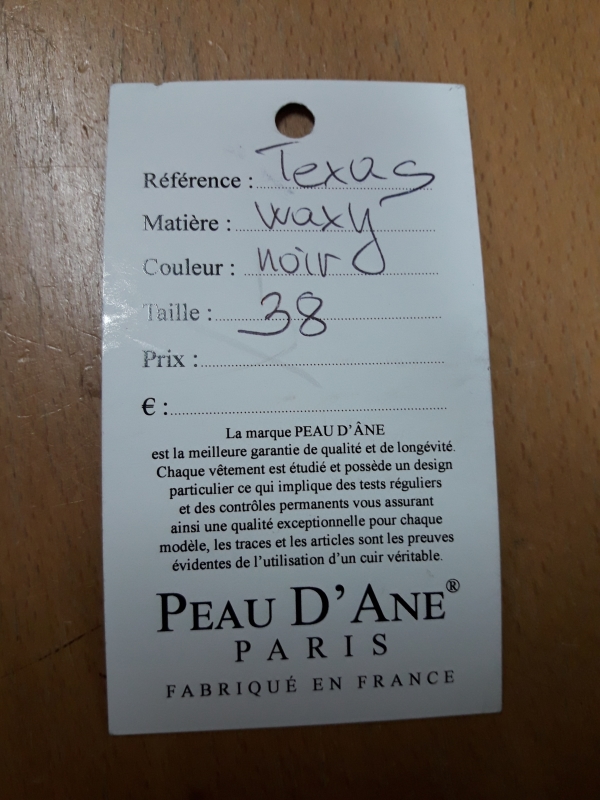 Référence : Texas
Matière : waxy
Couleur : noir
Taille : 38
Prix :
€ :
La marque PEAU D'ÂNE
est la meilleure garantie de qualité et de longévité.
Chaque vêtement est étudié et possède un design
particulier ce qui implique des tests réguliers
et des contrôles permanents vous assurant
ainsi une qualité exceptionnelle pour chaque
modèle, les traces et les articles sont les preuves
évidentes de l'utilisation d'un cuir véritable.
PEAU D'ANE®
PARIS
FABRIQUÉ EN FRANCE